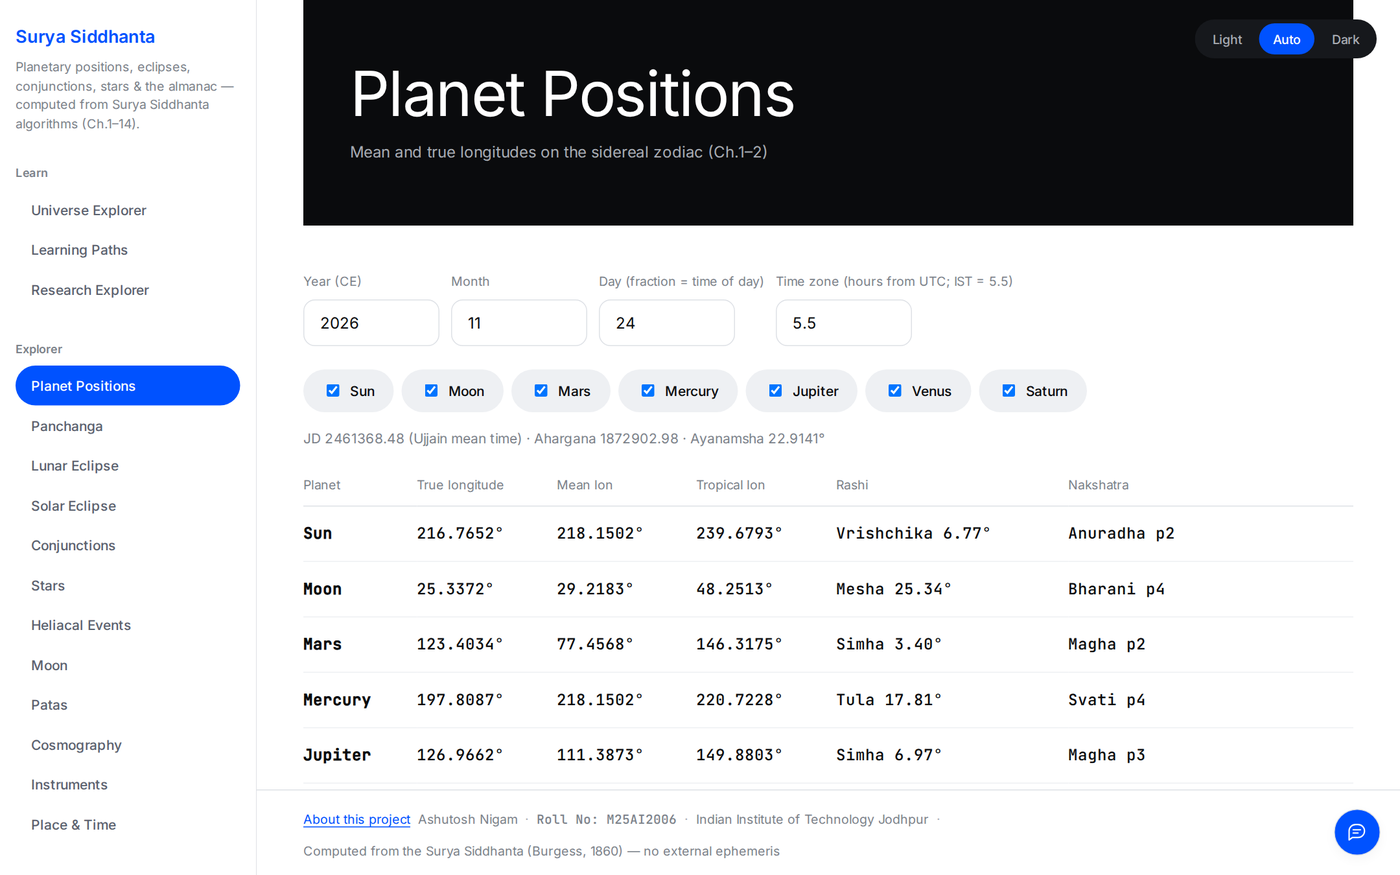 Surya Siddhanta
Planetary positions, eclipses,
conjunctions, stars & the almanac —
computed from Surya Siddhanta
algorithms (Ch.1–14).
Learn
Universe Explorer
Learning Paths
Research Explorer
Explorer
Planet Positions
Panchanga
Lunar Eclipse
Solar Eclipse
Conjunctions
Stars
Heliacal Events
Moon
Patas
Cosmography
Instruments
Place & Time
Light Auto Dark
Planet Positions
Mean and true longitudes on the sidereal zodiac (Ch.1–2)
Year (CE) Month Day (fraction = time of day) Time zone (hours from UTC; IST = 5.5)
2026 11 24 5.5
Sun Moon Mars Mercury Jupiter Venus Saturn
JD 2461368.48 (Ujjain mean time) · Ahargana 1872902.98 · Ayanamsha 22.9141°
Planet True longitude Mean lon Tropical lon Rashi Nakshatra
Sun 216.7652° 218.1502° 239.6793° Vrishchika 6.77° Anuradha p2
Moon 25.3372° 29.2183° 48.2513° Mesha 25.34° Bharani p4
Mars 123.4034° 77.4568° 146.3175° Simha 3.40° Magha p2
Mercury 197.8087° 218.1502° 220.7228° Tula 17.81° Svati p4
Jupiter 126.9662° 111.3873° 149.8803° Simha 6.97° Magha p3
About this project Ashutosh Nigam · Roll No: M25AI2006 · Indian Institute of Technology Jodhpur ·
Computed from the Surya Siddhanta (Burgess, 1860) — no external ephemeris